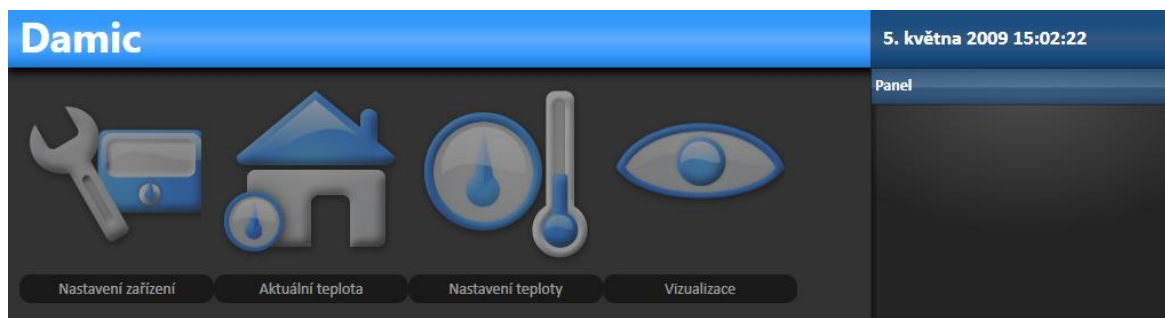 Damic
5. května 2009 15:02:22
Panel
Nastavení zařízení
Aktuální teplota
Nastavení teploty
Vizualizace